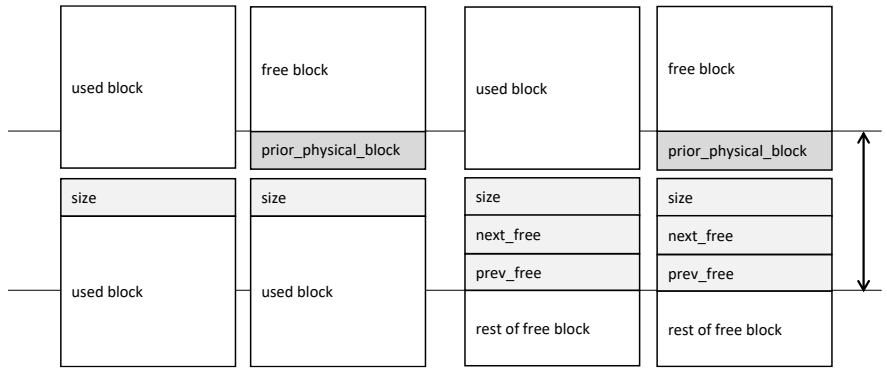 used block
free block
used block
free block
prior_physical_block
prior_physical_block
size
size
size
size
next_free
next_free
prev_free
prev_free
used block
used block
rest of free block
rest of free block